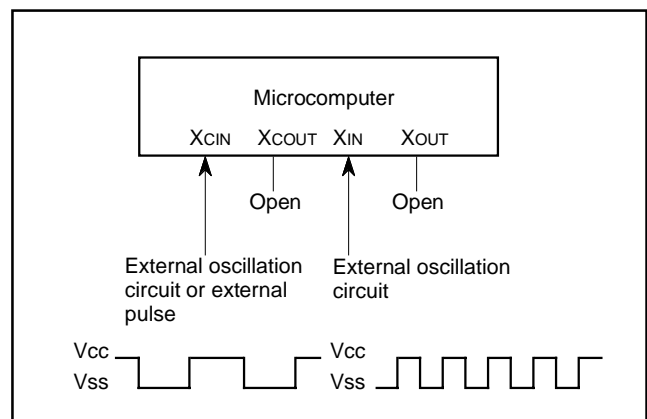 Microcomputer
XCIN XCOUT XIN XOUT
Open Open
External oscillation
circuit or external
pulse
External oscillation
circuit
Vcc
Vss
Vcc
Vss